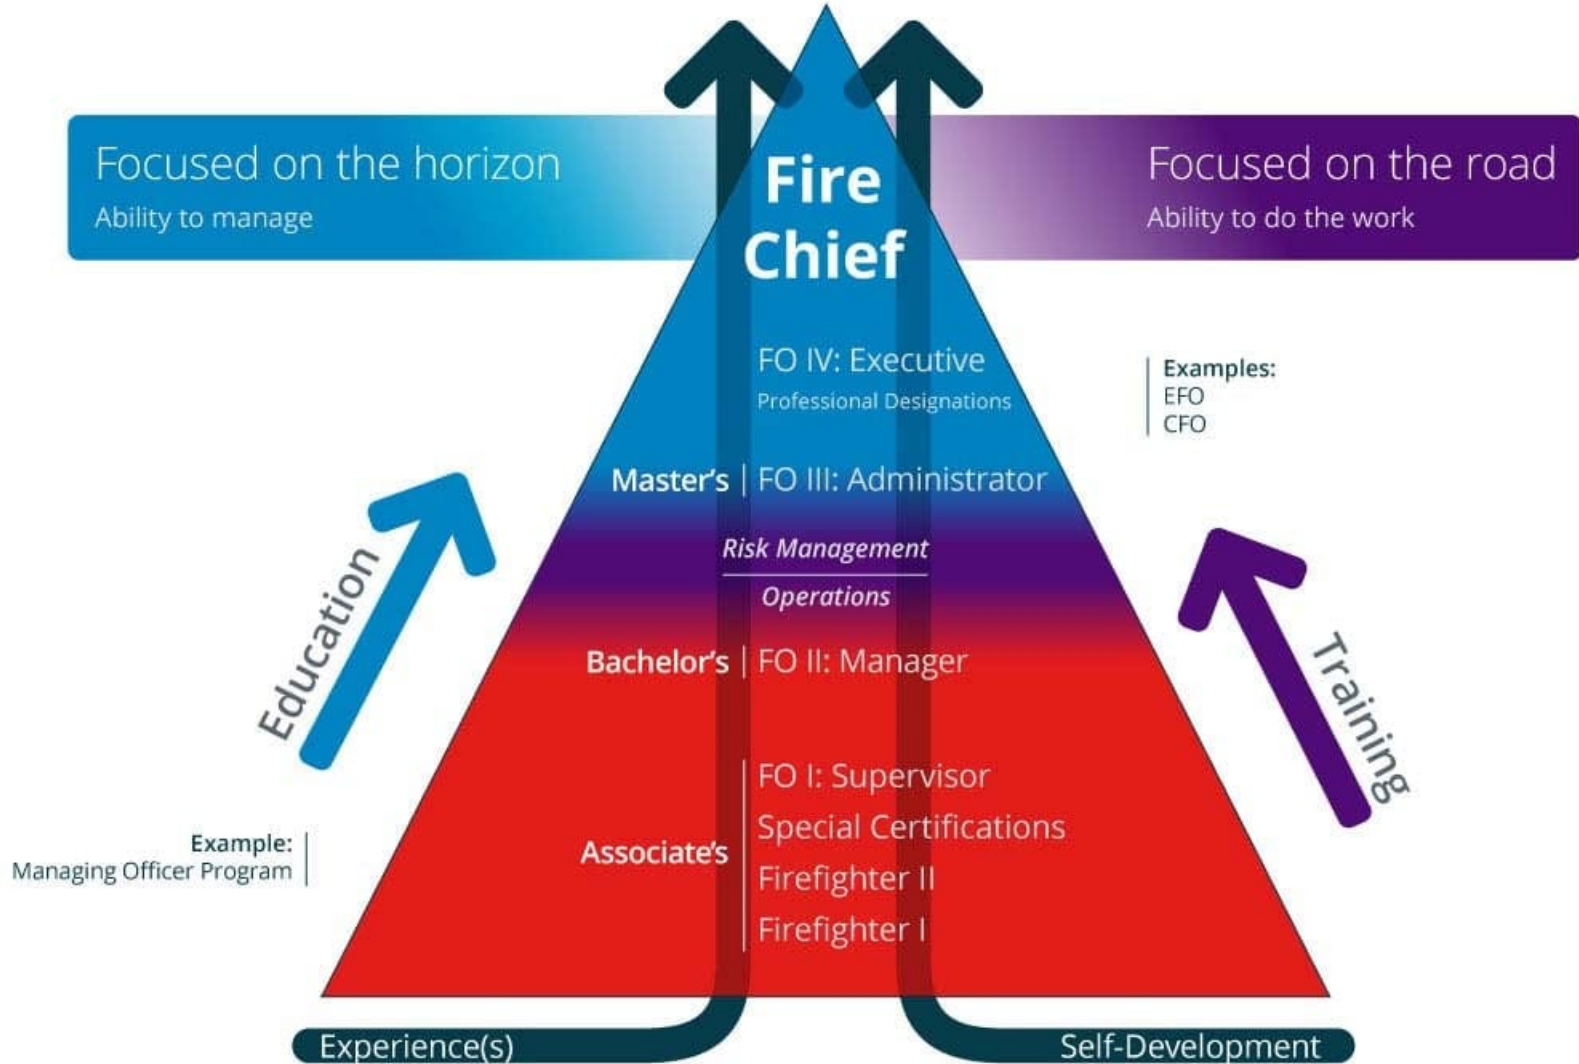 Focused on the horizon
Ability to manage
Fire
Chief
Focused on the road
Ability to do the work
FO IV: Executive
Professional Designations
Examples:
EFO
CFO
Master's | FO III: Administrator
Risk Management
Operations
Education
Training
Bachelor's | FO II: Manager
Associate's
FO I: Supervisor
Special Certifications
Firefighter II
Firefighter I
Example:
Managing Officer Program
Experience(s)
Self-Development